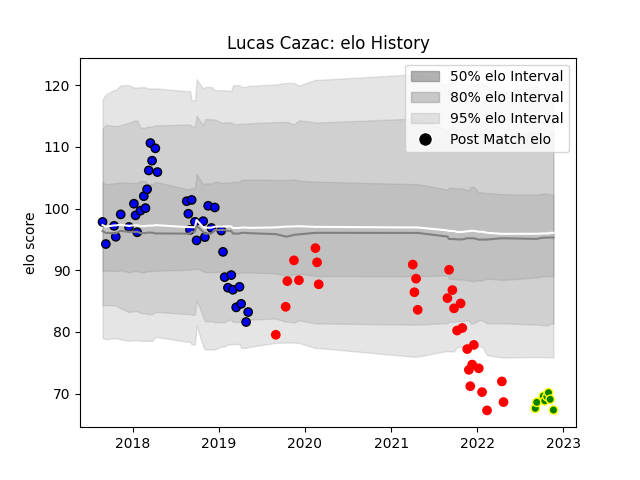 Lucas Cazac: elo History
50% elo Interval
80% elo Interval
95% elo Interval
Post Match elo
elo score
120
110
100
90
80
70
2018
2019
2020
2021
2022
2023